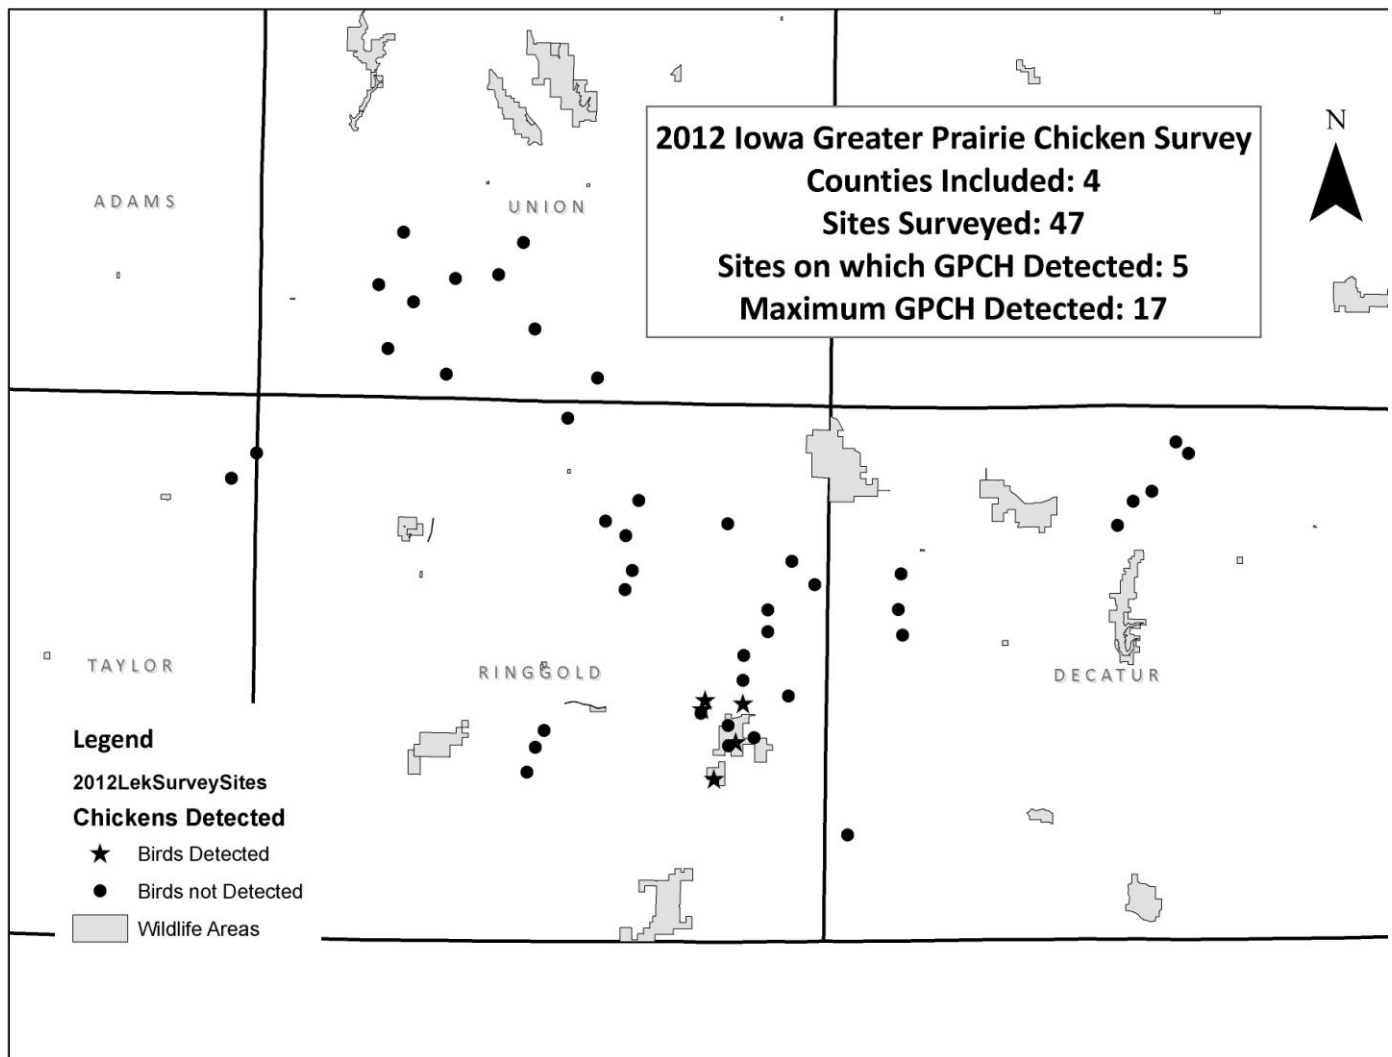 2012 Iowa Greater Prairie Chicken Survey
Counties Included: 4
Sites Surveyed: 47
Sites on which GPCH Detected: 5
Maximum GPCH Detected: 17
N
ADAMS
UNION
TAYLOR
RINGGOLD
DECATUR
Legend
2012LekSurveySites
Chickens Detected
Birds Detected
Birds not Detected
Wildlife Areas